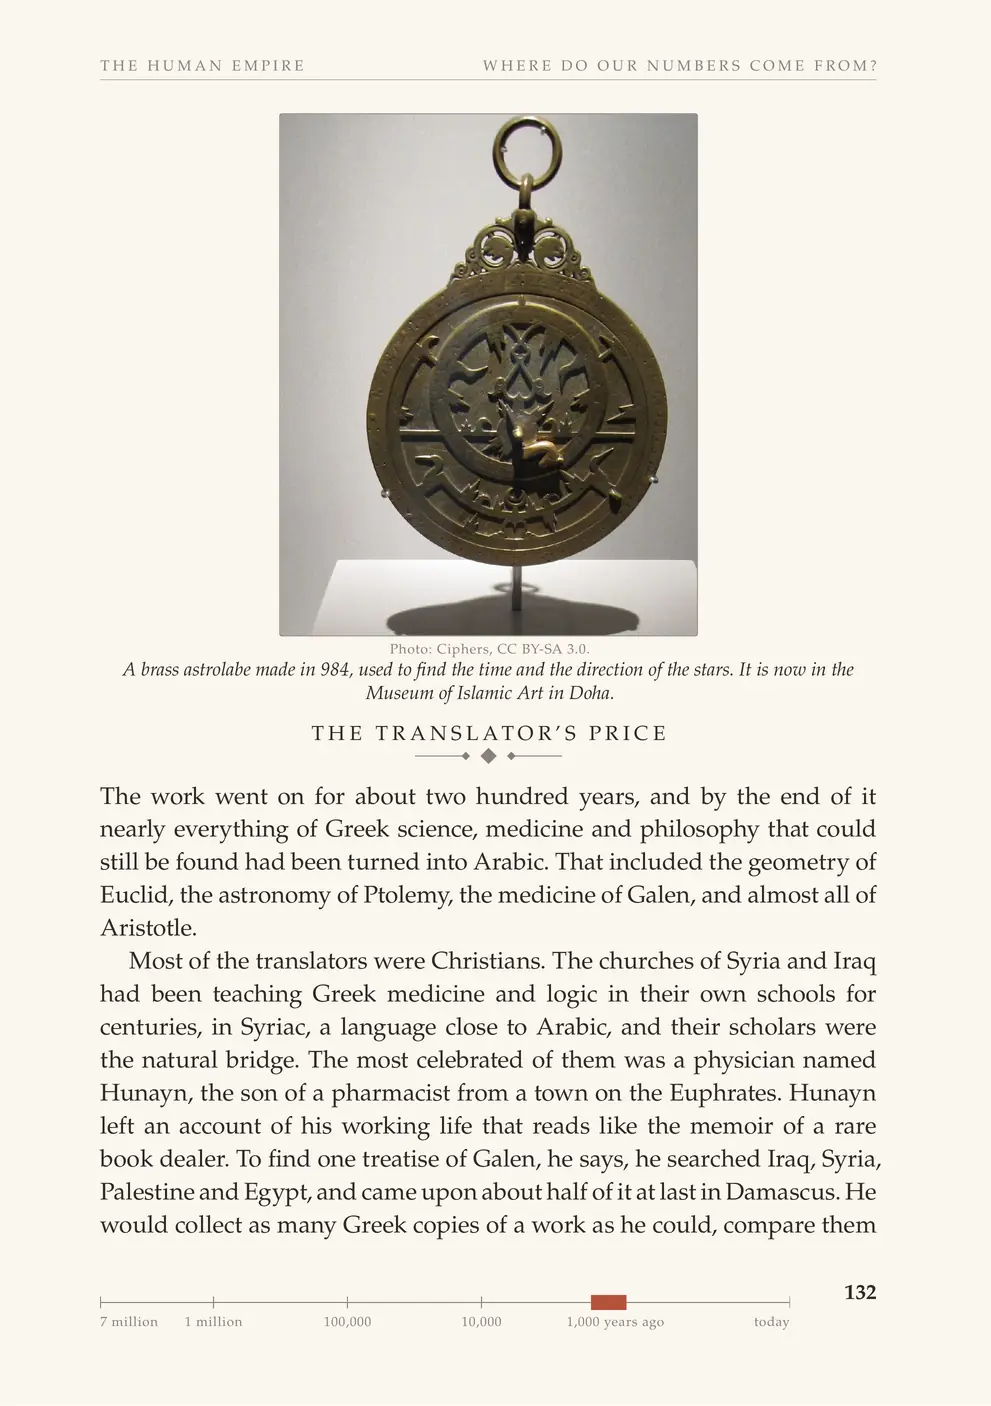 THE HUMAN EMPIRE
WHERE DO OUR NUMBERS COME FROM?
Photo: Ciphers, CC BY-SA 3.0.
A brass astrolabe made in 984, used to find the time and the direction of the stars. It is now in the
Museum of Islamic Art in Doha.
THE TRANSLATOR’S PRICE
The work went on for about two hundred years, and by the end of it
nearly everything of Greek science, medicine and philosophy that could
still be found had been turned into Arabic. That included the geometry of
Euclid, the astronomy of Ptolemy, the medicine of Galen, and almost all of
Aristotle.
Most of the translators were Christians. The churches of Syria and Iraq
had been teaching Greek medicine and logic in their own schools for
centuries, in Syriac, a language close to Arabic, and their scholars were
the natural bridge. The most celebrated of them was a physician named
Hunayn, the son of a pharmacist from a town on the Euphrates. Hunayn
left an account of his working life that reads like the memoir of a rare
book dealer. To find one treatise of Galen, he says, he searched Iraq, Syria,
Palestine and Egypt, and came upon about half of it at last in Damascus. He
would collect as many Greek copies of a work as he could, compare them
132
7 million
1 million
100,000
10,000
1,000 years ago
today